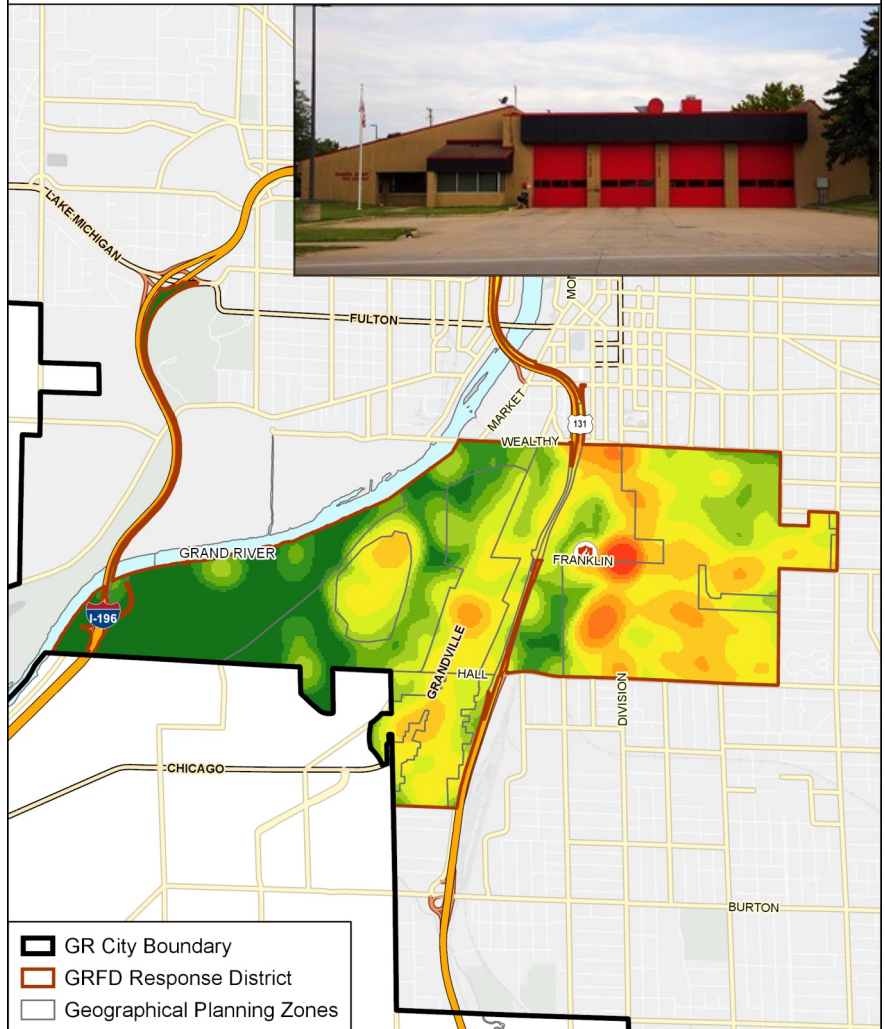 LAKE MICHIGAN
FULTON
MON
MARKET
131
WEALTHY
GRAND RIVER
FRANKLIN
I-196
GRANDVILLE
HALL
DIVISION
CHICAGO
BURTON
GR City Boundary
GRFD Response District
Geographical Planning Zones